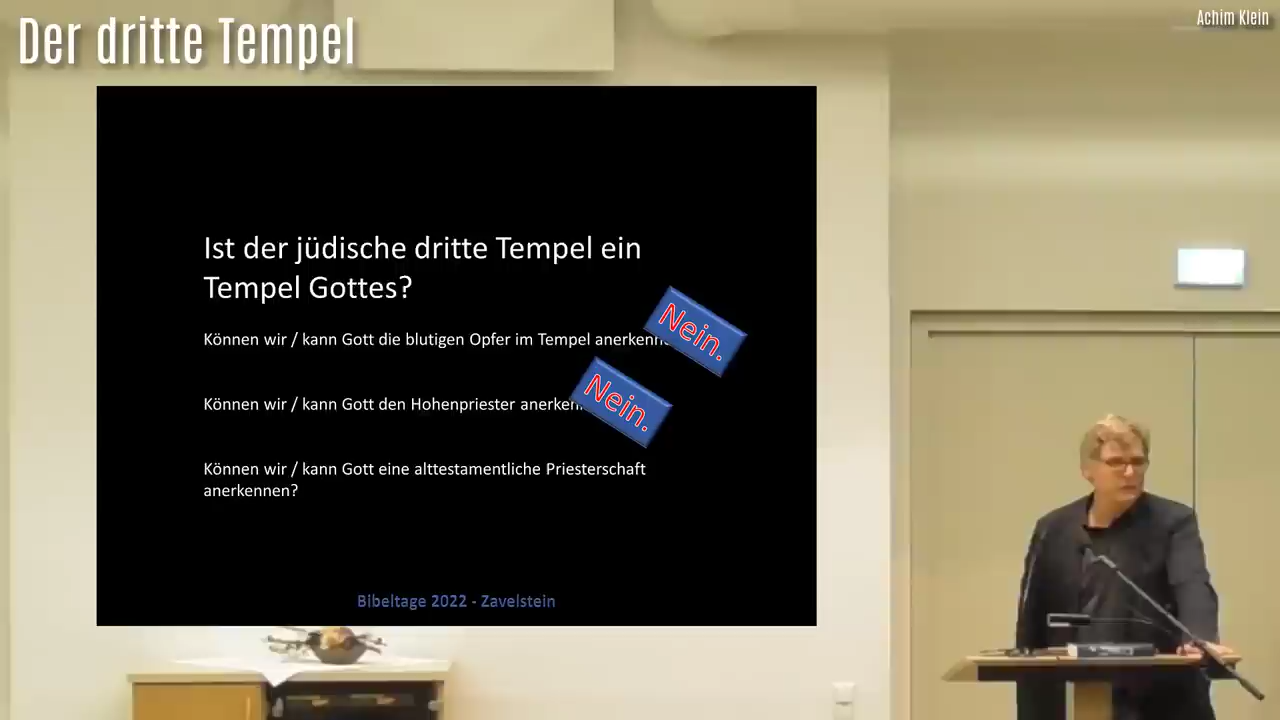 Der dritte Tempel
Achim Klein
Ist der jüdische dritte Tempel ein
Tempel Gottes?
Können wir / kann Gott die blutigen Opfer im Tempel
Nein.
Können wir / kann Gott den Hohenpriester
Nein.
Können wir / kann Gott eine alttestamentliche Priesterschaft
anerkennen?
Bibeltage 2022 - Zavelstein